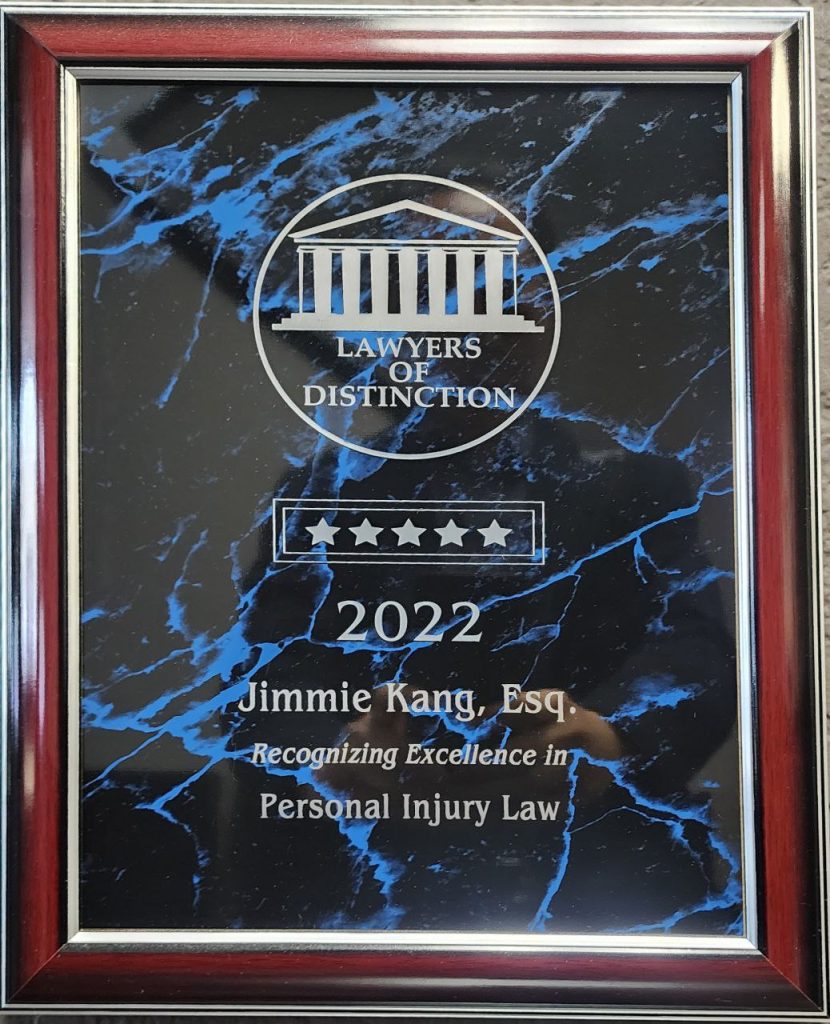 LAWYERS
OF
DISTINCTION
2022
Jimmie Kang, Esq.
Recognizing Excellence in
Personal Injury Law